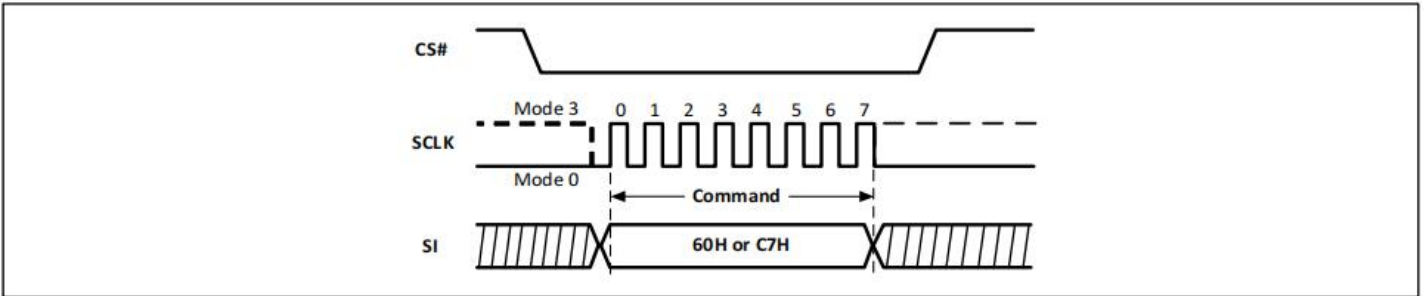 CS#
Mode 3 0 1 2 3 4 5 6 7
SCLK
Mode 0
Command
SI 60H or C7H